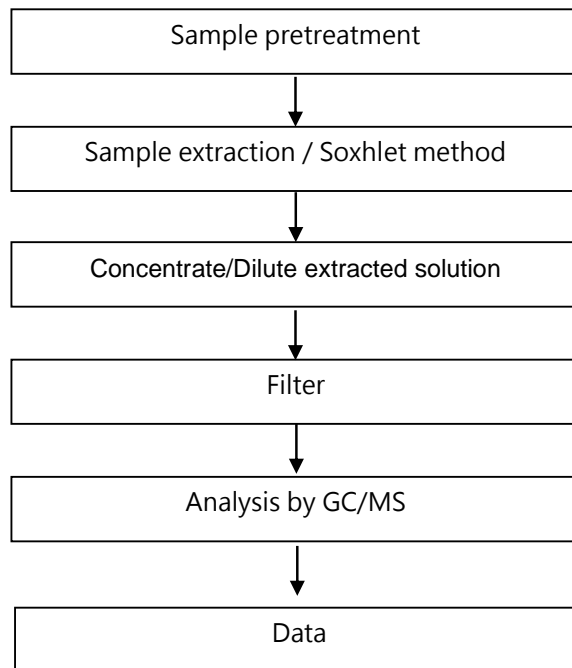 Sample pretreatment
Sample extraction / Soxhlet method
Concentrate/Dilute extracted solution
Filter
Analysis by GC/MS
Data